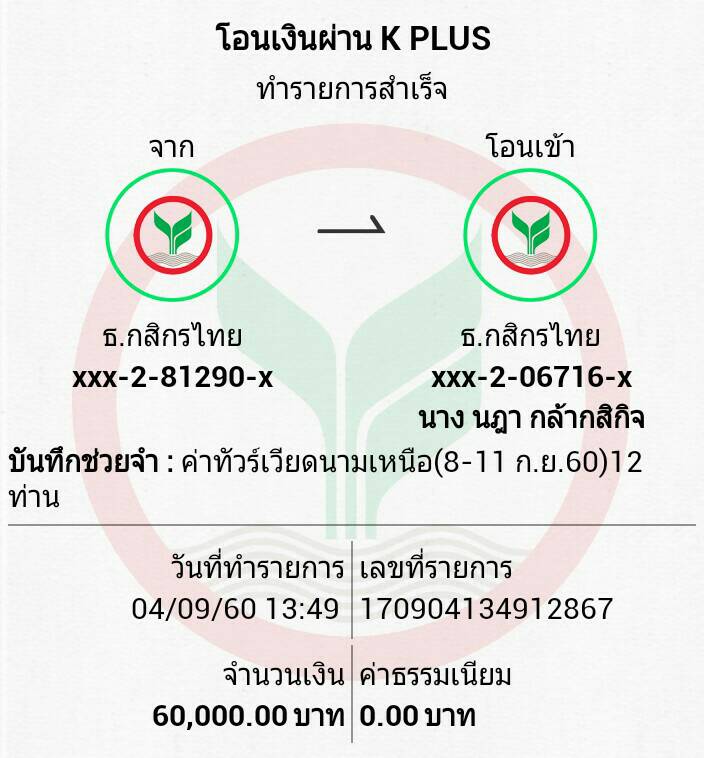 โอนเงินผ่าน K PLUS
ทำรายการสำเร็จ
จาก
โอนเข้า
ธ.กสิกรไทย
xxx-2-81290-x
ธ.กสิกรไทย
xxx-2-06716-x
นาง นฎา กล้ากสิกิจ
บันทึกช่วยจำ : ค่าทัวร์เวียดนามเหนือ(8-11 ก.ย.60)12
ท่าน
วันที่ทำรายการ
04/09/60 13:49
เลขที่รายการ
170904134912867
จำนวนเงิน
60,000.00 บาท
ค่าธรรมเนียม
0.00 บาท